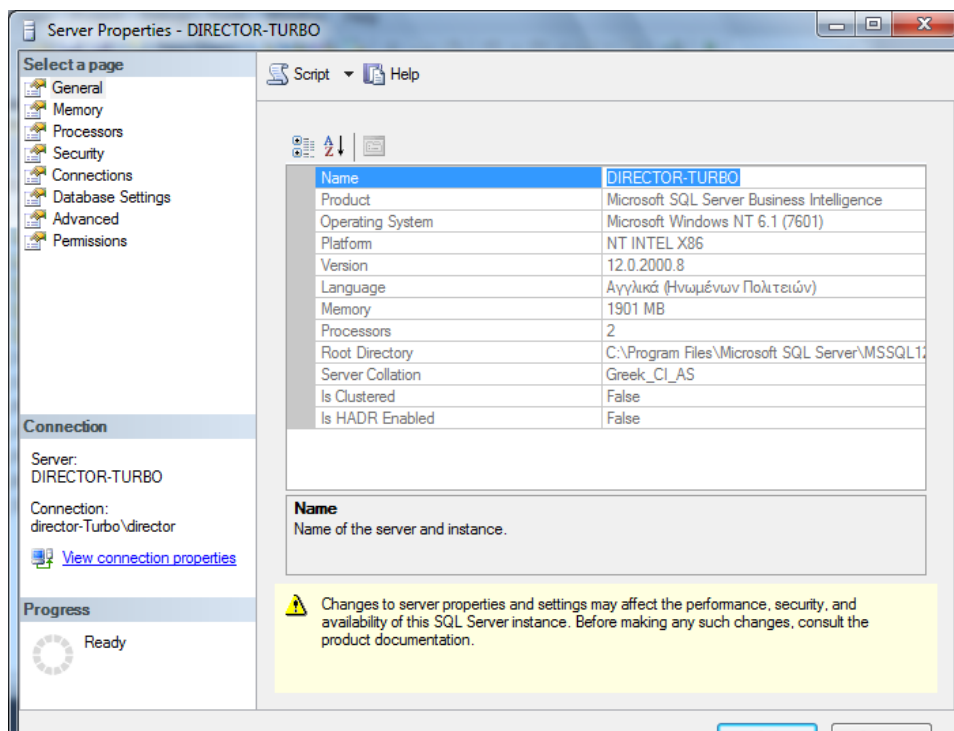 Server Properties - DIRECTOR-TURBO
Select a page
General
Memory
Processors
Security
Connections
Database Settings
Advanced
Permissions
Connection
Server:
DIRECTOR-TURBO
Connection:
director-Turbo\director
View connection properties
Progress
Ready
Script Help
Name DIRECTOR-TURBO
Product Microsoft SQL Server Business Intelligence
Operating System Microsoft Windows NT 6.1 (7601)
Platform NT INTEL X86
Version 12.0.2000.8
Language Αγγλικά (Ηνωμένων Πολιτειών)
Memory 1901 MB
Processors 2
Root Directory C:\Program Files\Microsoft SQL Server\MSSQL12
Server Collation Greek_CI_AS
Is Clustered False
Is HADR Enabled False
Name
Name of the server and instance.
Changes to server properties and settings may affect the performance, security, and
availability of this SQL Server instance. Before making any such changes, consult the
product documentation.